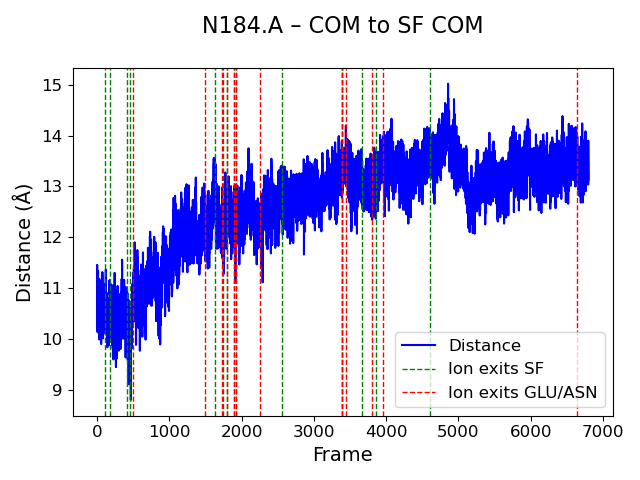 N184.A – COM to SF COM
15
14
13
12
11
10
9
Distance (Å)
Distance
Ion exits SF
Ion exits GLU/ASN
0 1000 2000 3000 4000 5000 6000 7000
Frame